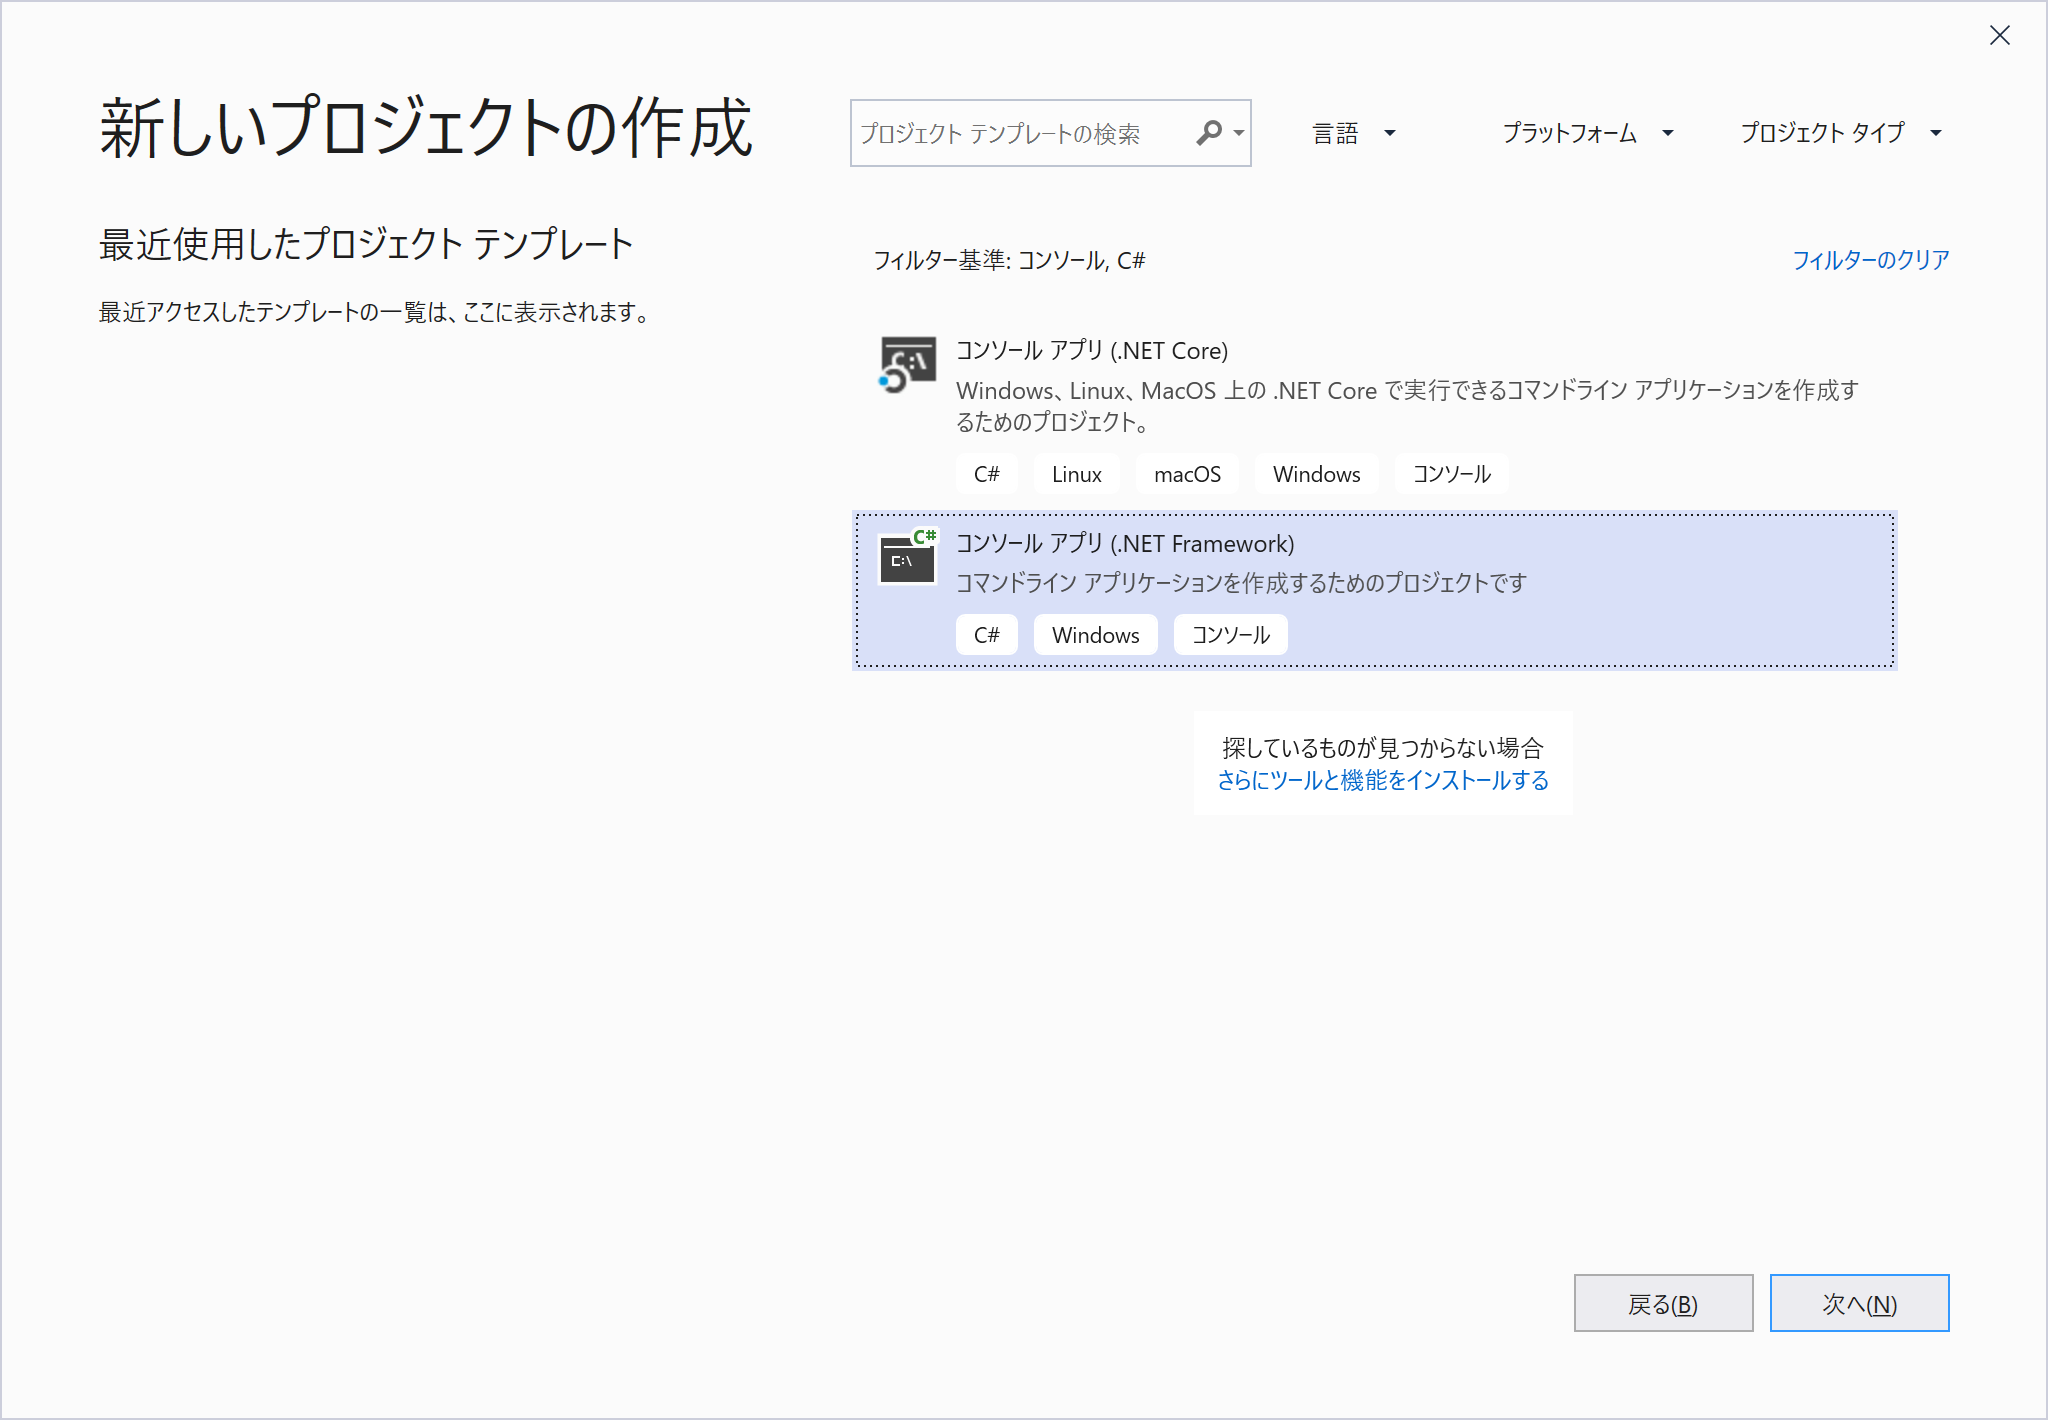 新しいプロジェクトの作成
プロジェクト テンプレートの検索
言語
プラットフォーム
プロジェクト タイプ
最近使用したプロジェクト テンプレート
最近アクセスしたテンプレートの一覧は、ここに表示されます。
フィルター基準: コンソール, C#
フィルターのクリア
コンソール アプリ (.NET Core)
Windows、Linux、MacOS 上の .NET Core で実行できるコマンドライン アプリケーションを作成す
るためのプロジェクト。
C# Linux macOS Windows コンソール
コンソール アプリ (.NET Framework)
コマンドライン アプリケーションを作成するためのプロジェクトです
C# Windows コンソール
探しているものが見つからない場合
さらにツールと機能をインストールする
戻る(B)
次へ(N)